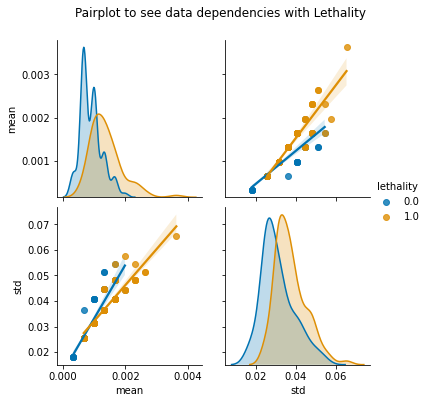 Pairplot to see data dependencies with Lethality
0.003
0.002
0.001
mean
lethality
0.0
1.0
0.07
0.06
0.05
0.04
0.03
0.02
std
0.000 0.002 0.004
0.02 0.04 0.06
mean
std